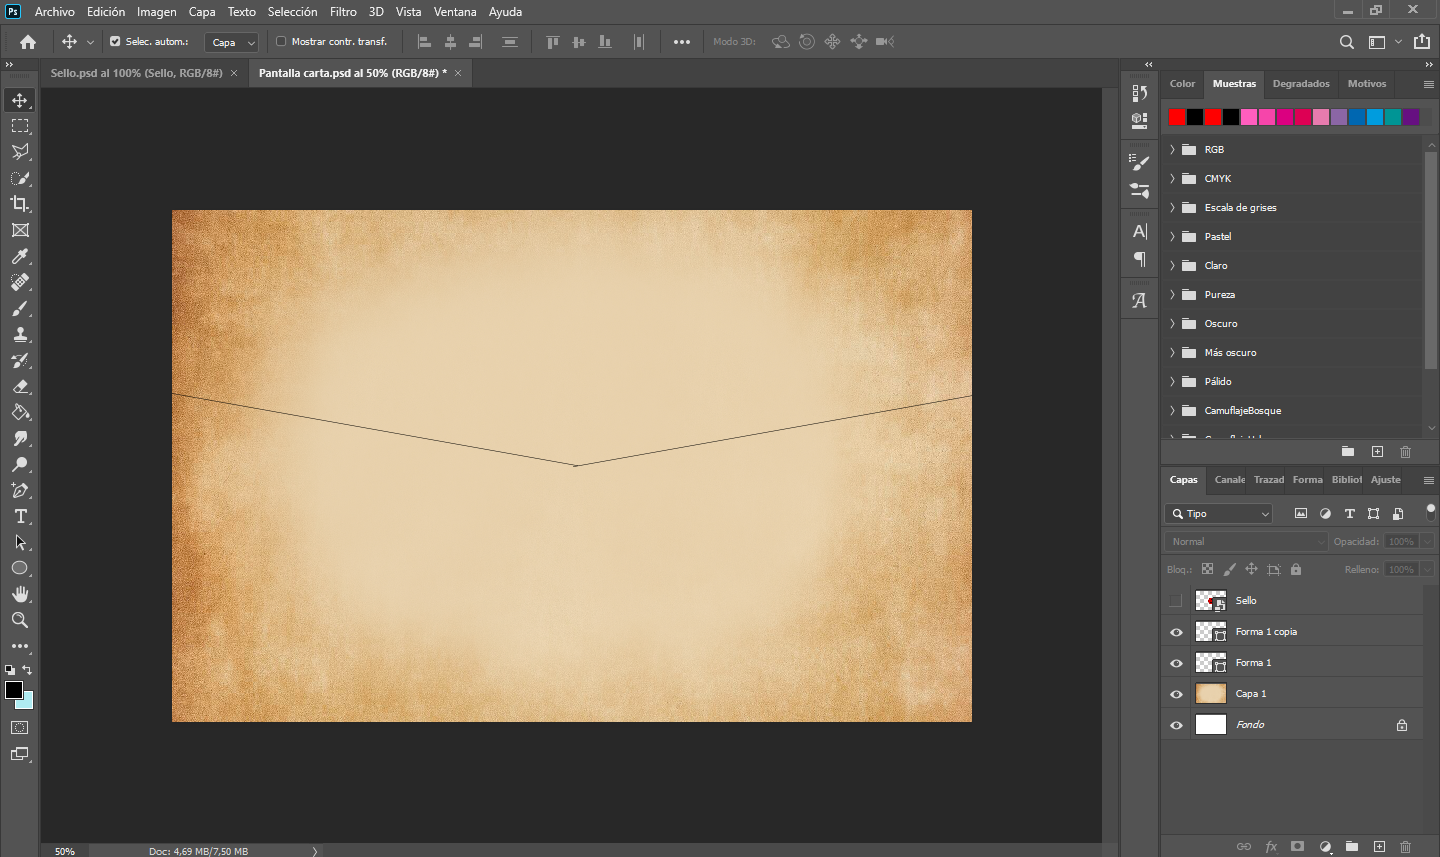 Ps Archivo Edición Imagen Capa Texto Selección Filtro 3D Vista Ventana Ayuda
Selec. autom.: Capa Mostrar contr. transf. Modo 3D:
Sello.psd al 100% (Sello, RGB/8#) × Pantalla carta.psd al 50% (RGB/8#) * ×
Color Muestras Degradados Motivos
RGB
CMYK
Escala de grises
Pastel
Claro
Pureza
Oscuro
Más oscuro
Pálido
CamuflajeBosque
Capas Canale Trazad Forma Bibliot Ajuste
Tipo
Normal Opacidad: 100%
Bloq.: Relleno: 100%
Sello
Forma 1 copia
Forma 1
Capa 1
Fondo
50% Doc: 4,69 MB/7,50 MB